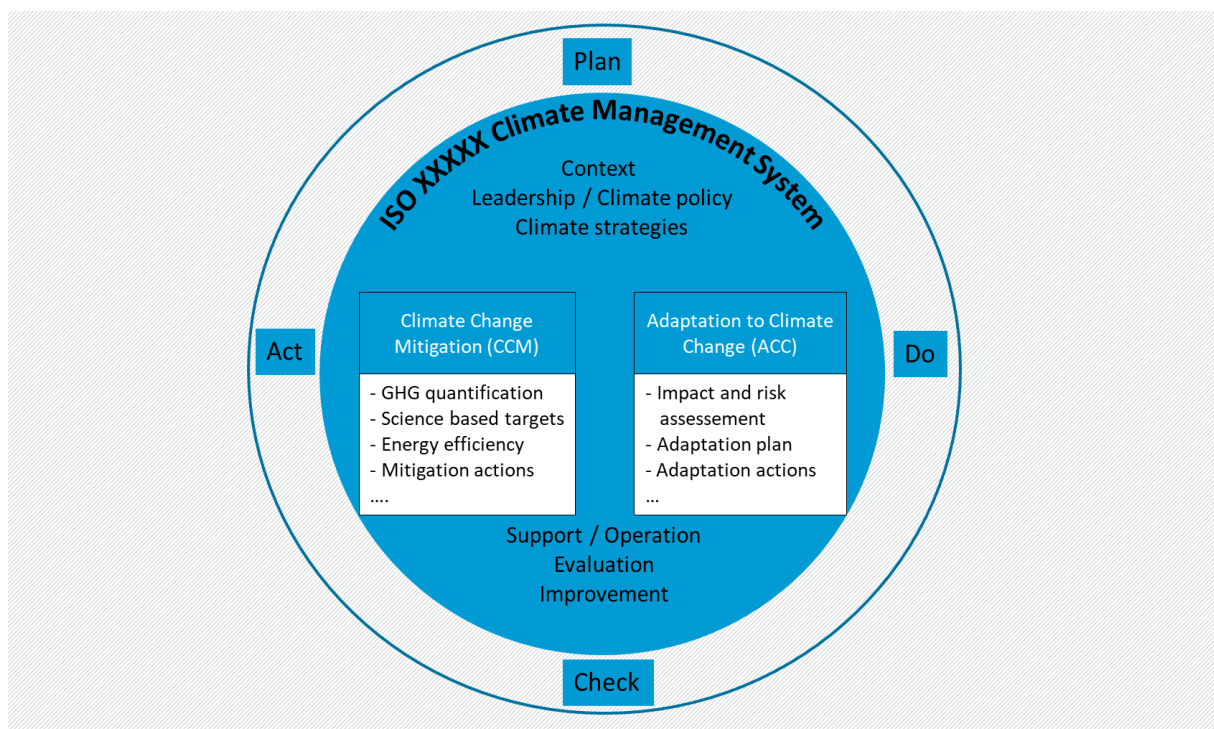 Plan
ISO XXXXX Climate Management System
Context
Leadership / Climate policy
Climate strategies
Act
Climate Change
Mitigation (CCM)
- GHG quantification
- Science based targets
- Energy efficiency
- Mitigation actions
....
Adaptation to Climate
Change (ACC)
- Impact and risk
assessement
- Adaptation plan
- Adaptation actions
...
Do
Support / Operation
Evaluation
Improvement
Check